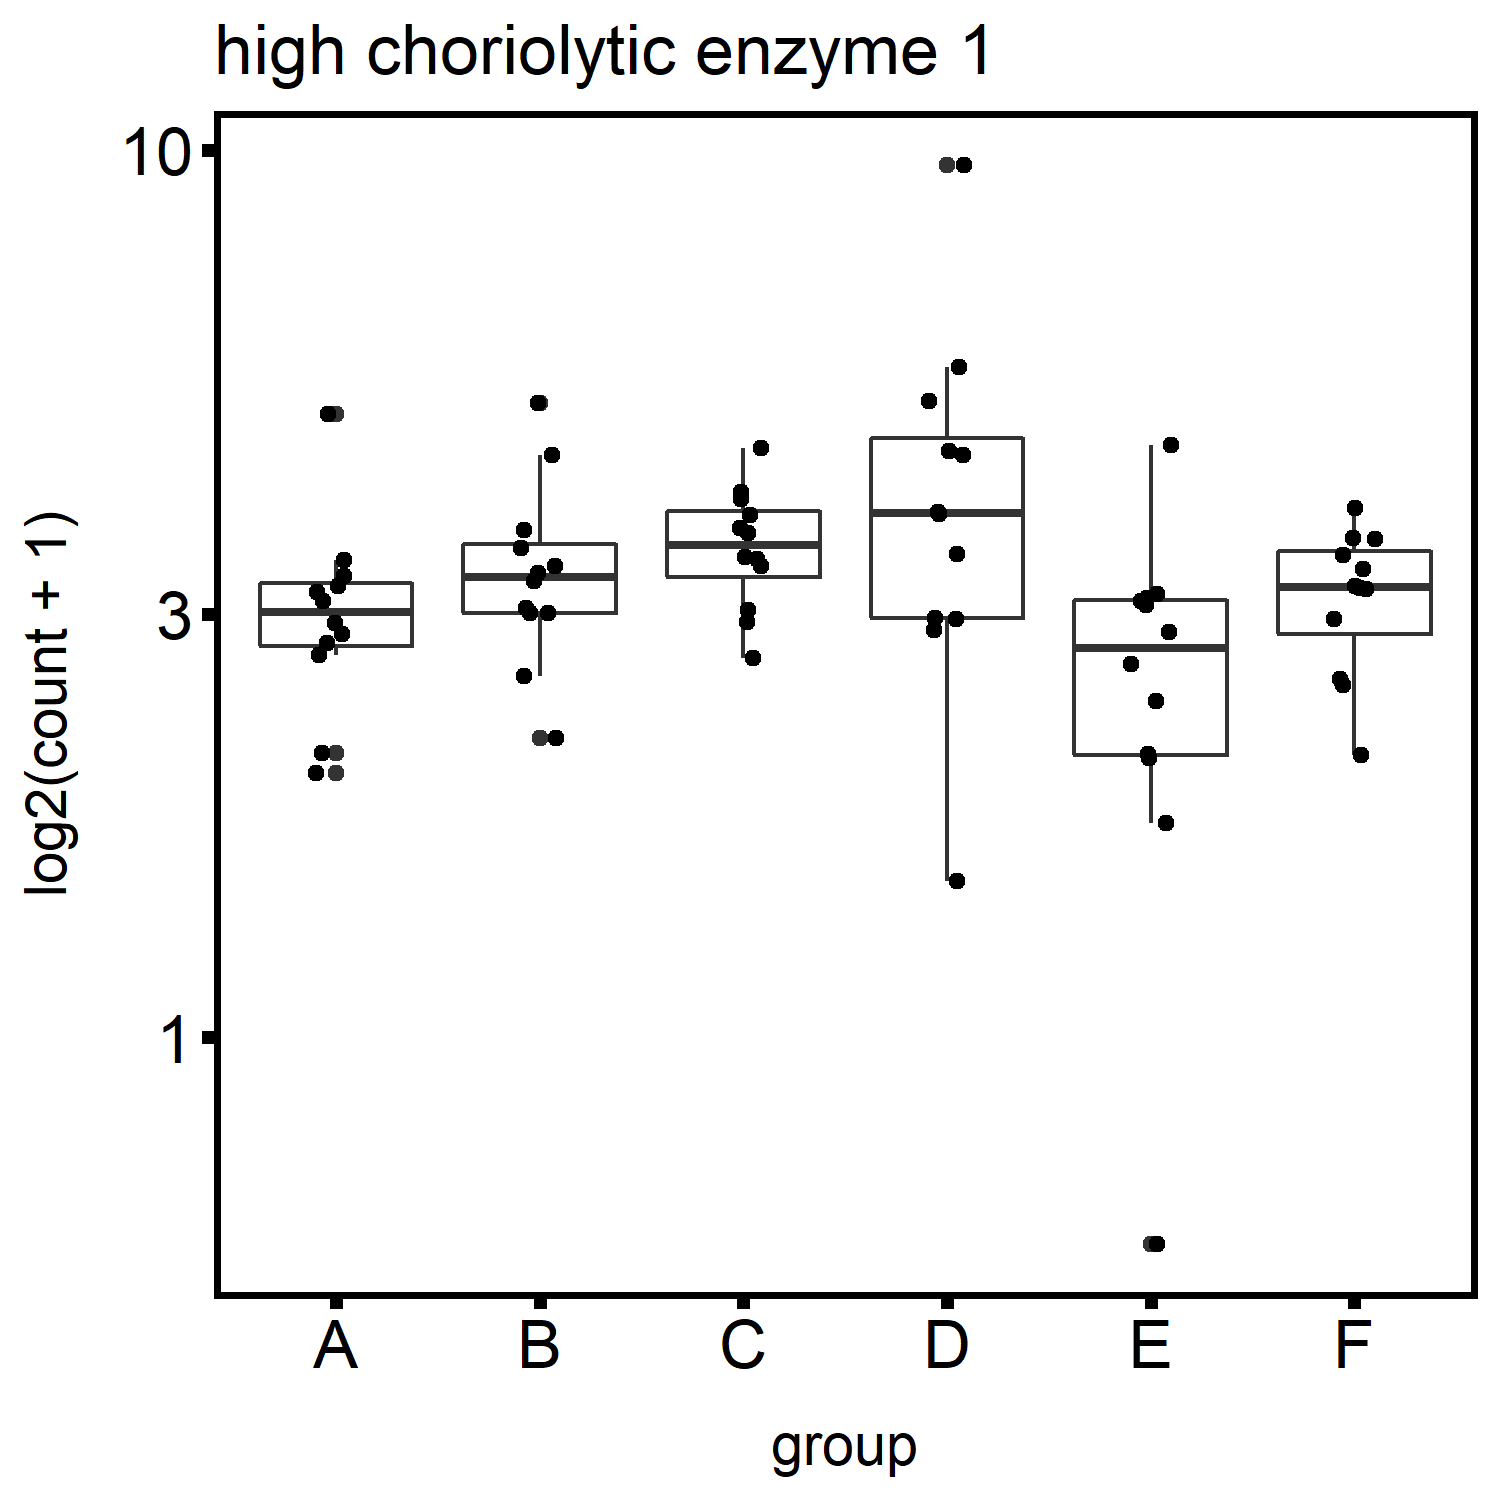 high choriolytic enzyme 1
10
3
1
log2(count + 1)
A B C D E F
group